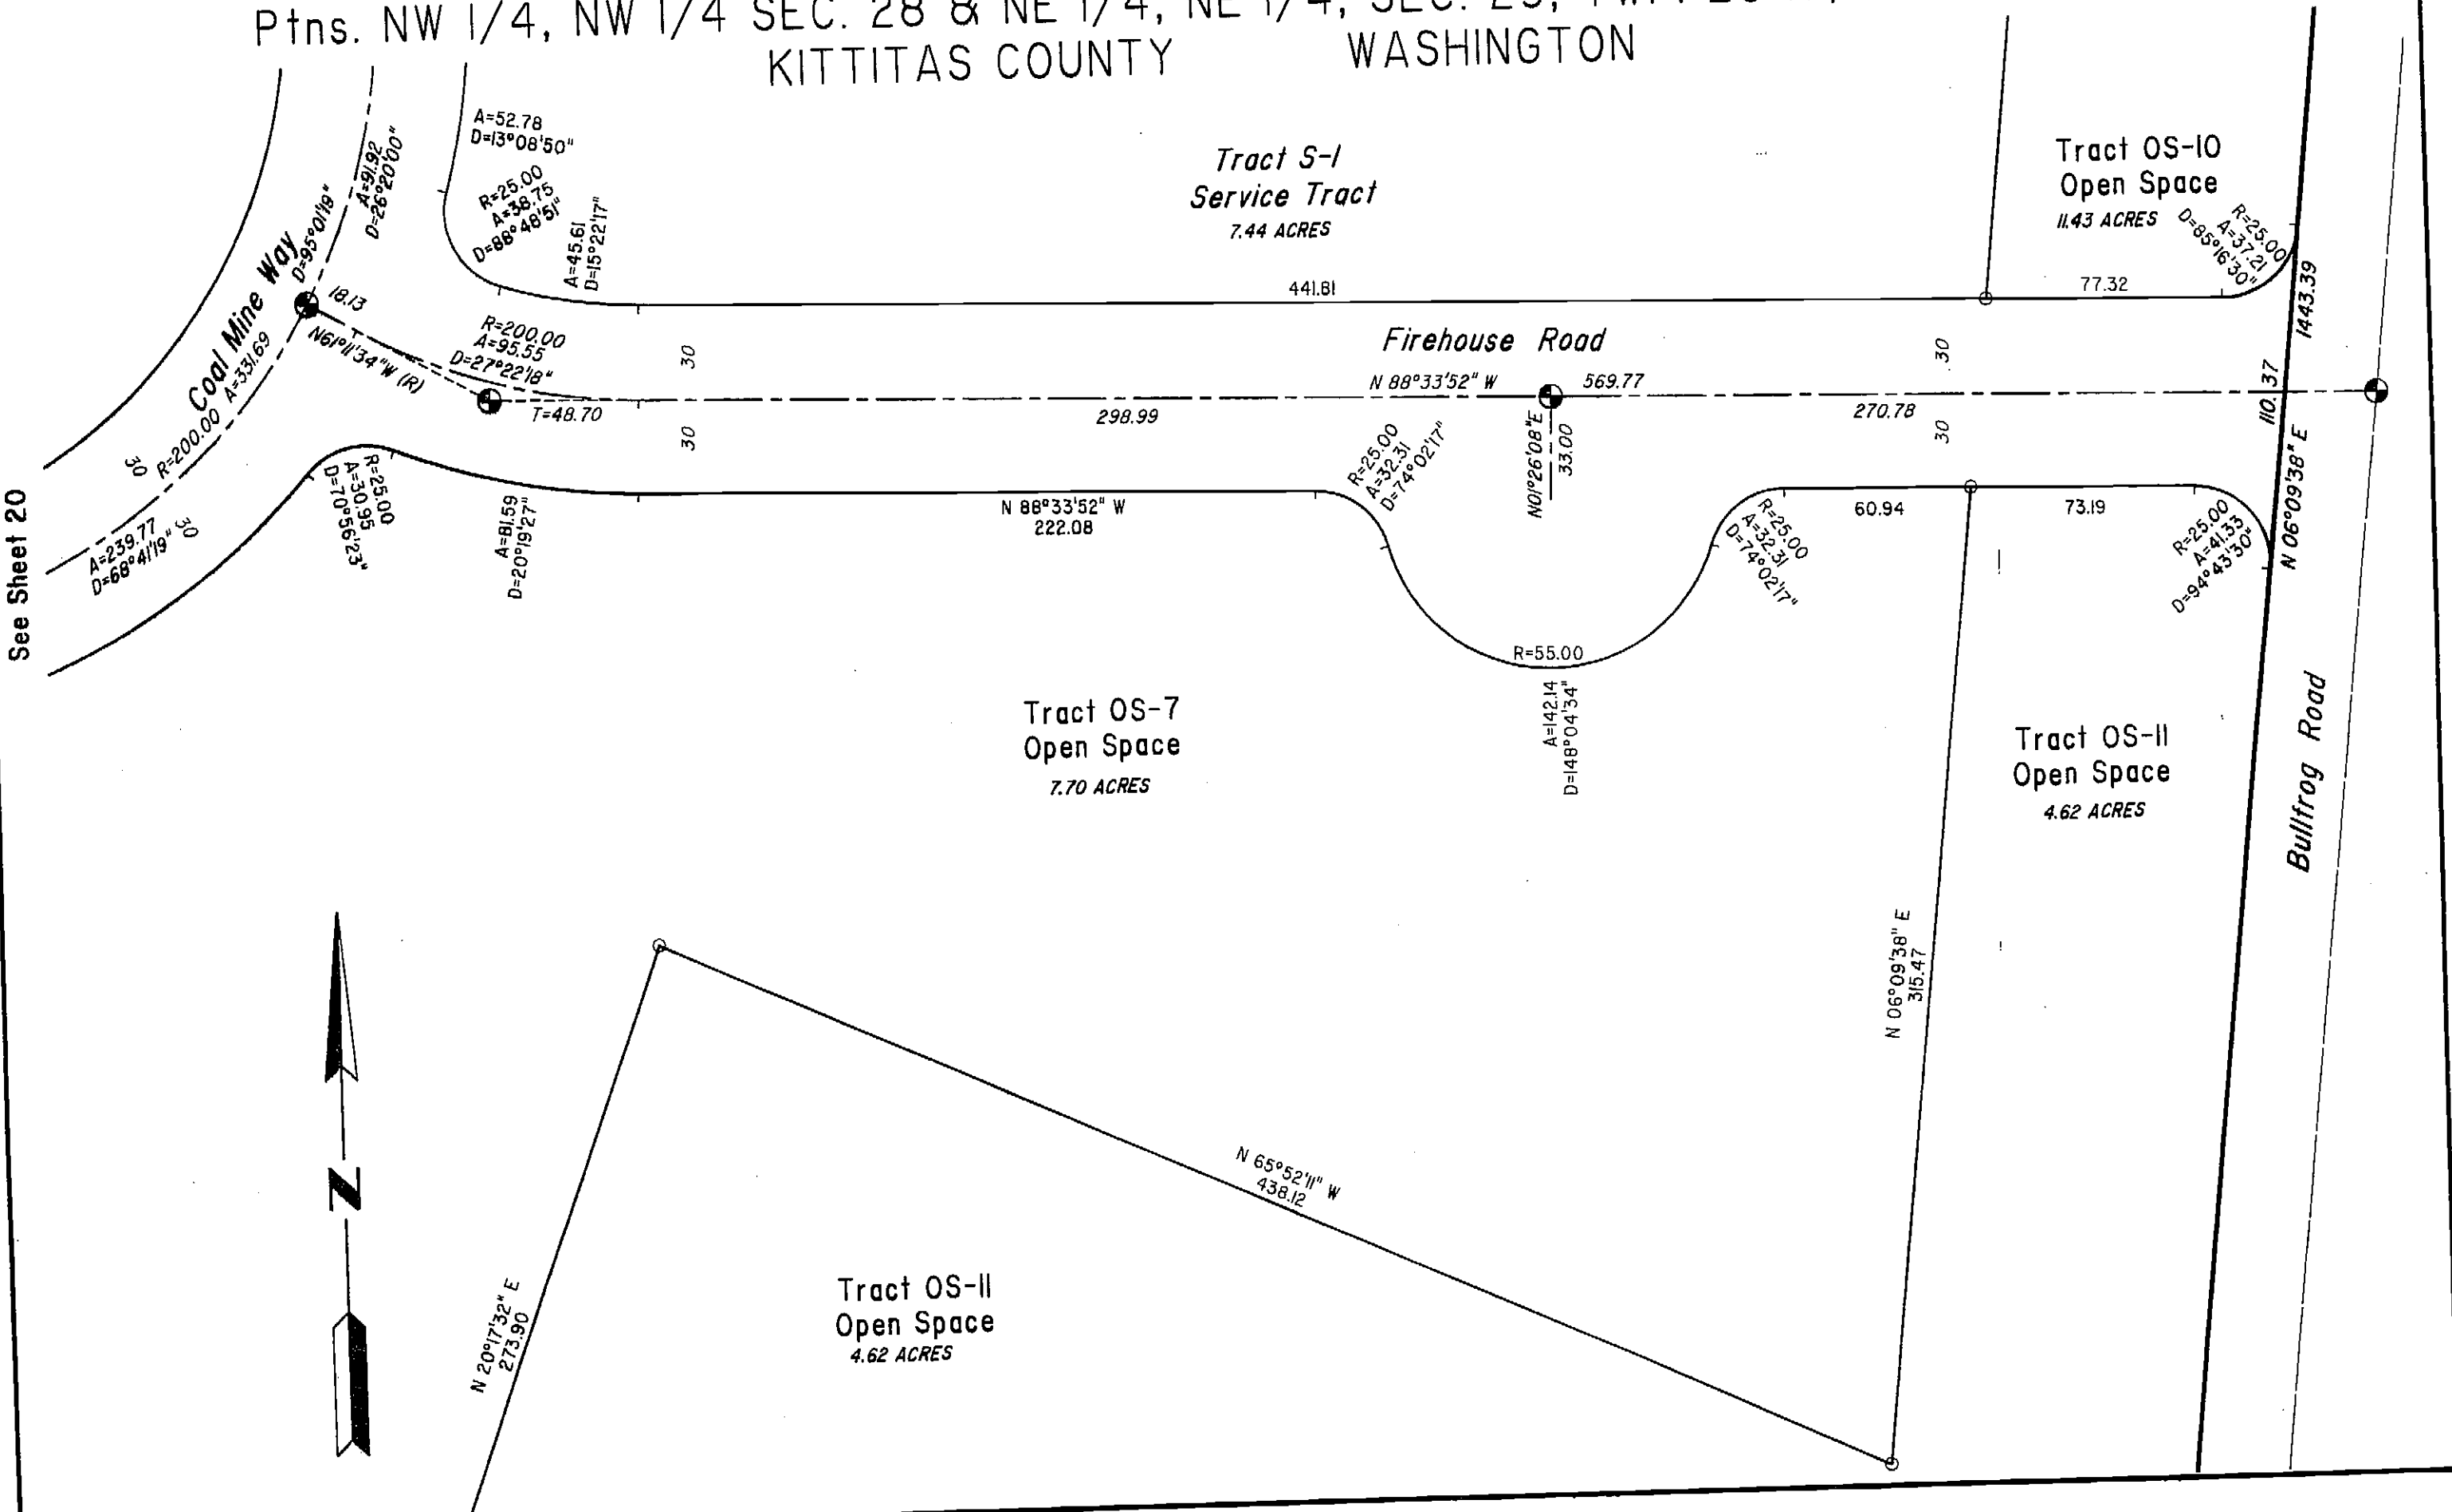 Ptns. NW 1/4, NW 1/4 SEC. 28 & NE 1/4, NE 1/4, SEC. 29,
KITTITAS COUNTY WASHINGTON
A=52.78
D=13°08'50"
R=25.00
A=38.75
D=88°48'51"
A=45.61
D=15°22'17"
A=91.92
D=26°20'00"
D=95°01'19"
Coal Mine Way
R=200.00 A=331.69
18.13
N61°11'34"W (R)
R=200.00
A=95.55
D=27°22'18"
T=48.70
30
30
Tract S-1
Service Tract
7.44 ACRES
441.81
Tract OS-10
Open Space
11.43 ACRES
R=25.00
A=37.21
D=85°16'30"
77.32
1443.39
Firehouse Road
N 88°33'52" W
569.77
298.99
270.78
30
30
110.37
N 06°09'38" E
N01°26'08"E
33.00
R=25.00
A=32.31
D=74°02'17"
R=25.00
A=32.31
D=74°02'17"
60.94
73.19
R=25.00
A=41.33
D=94°43'30"
See Sheet 20
30
30
A=239.77
D=68°41'19"
R=25.00
A=30.95
D=70°56'23"
A=81.59
D=20°19'27"
N 88°33'52" W
222.08
R=55.00
A=142.14
D=148°04'34"
Tract OS-7
Open Space
7.70 ACRES
Tract OS-11
Open Space
4.62 ACRES
Bullfrog Road
N 06°09'38" E
315.47
N 65°52'11" W
438.12
N
N 20°17'32" E
273.90
Tract OS-11
Open Space
4.62 ACRES